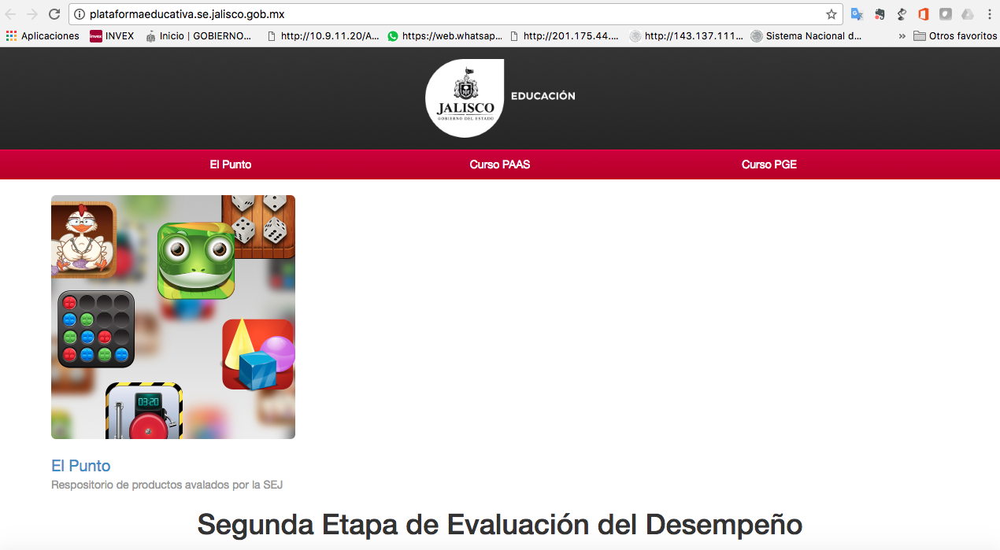 plataformaeducativa.se.jalisco.gob.mx
Aplicaciones INVEX Inicio | GOBIERNO... http://10.9.11.20/A... https://web.whatsap... http://201.175.44.... http://143.137.111... Sistema Nacional d... » Otros favoritos
JALISCO
GOBIERNO DEL ESTADO
EDUCACIÓN
El Punto Curso PAAS Curso PGE
03:20
El Punto
Respositorio de productos avalados por la SEJ
Segunda Etapa de Evaluación del Desempeño